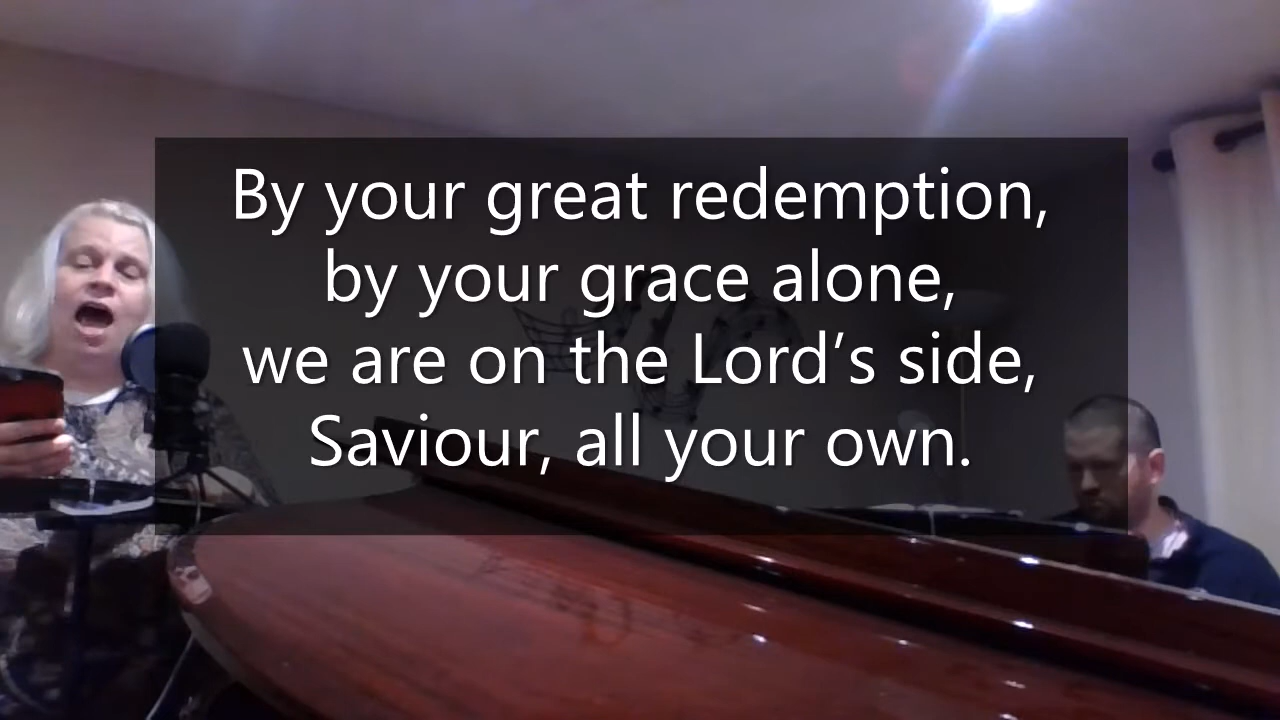 By your great redemption,
by your grace alone,
we are on the Lord’s side,
Saviour, all your own.